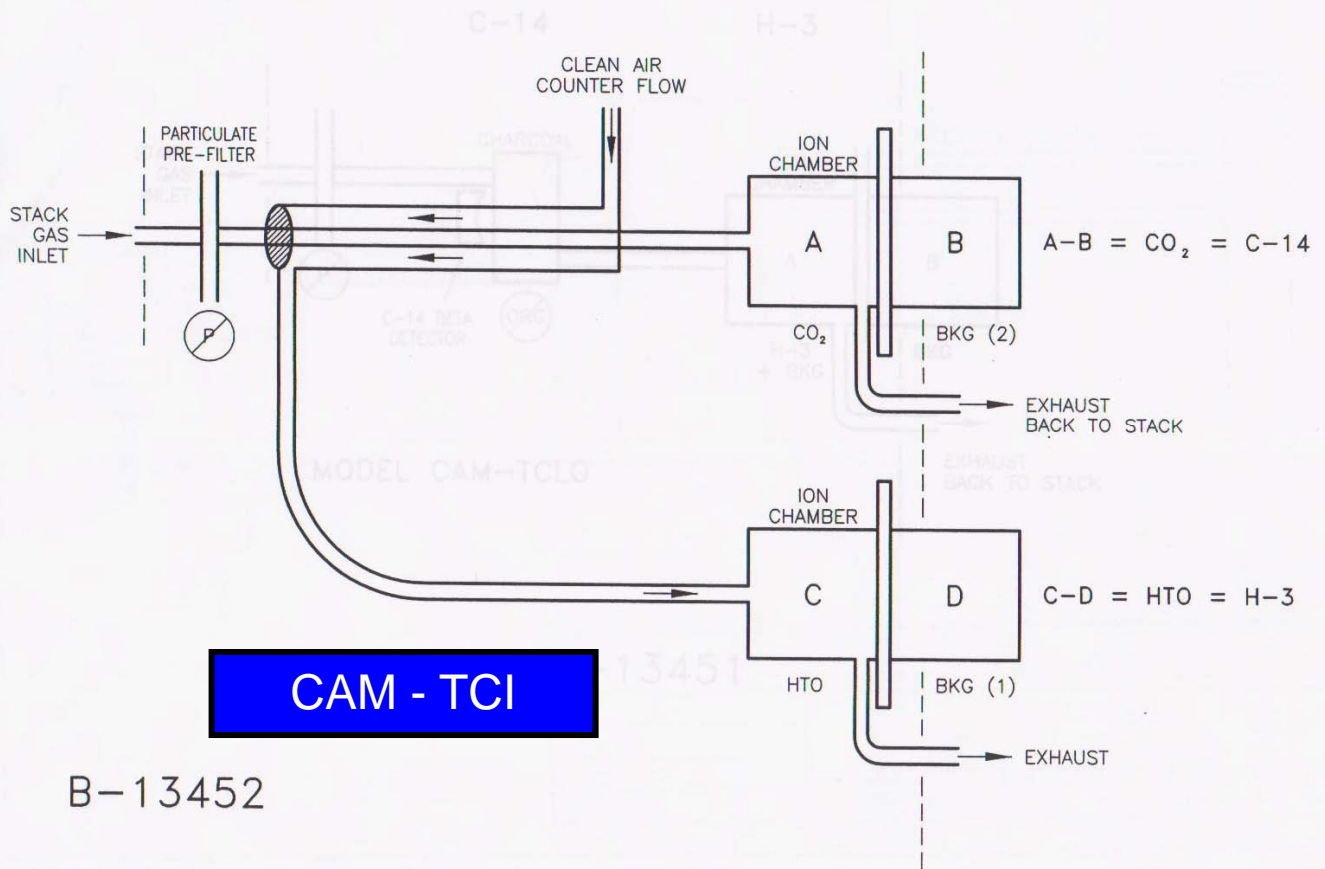 C-14
H-3
CLEAN AIR
COUNTER FLOW
PARTICULATE
PRE-FILTER
CHARCOAL
ION
CHAMBER
STACK
GAS
INLET
A
B
A-B = CO₂ = C-14
P
C-14 BETA
DETECTOR
CO₂
BKG (2)
H-3
+ BKG
BKG
EXHAUST
BACK TO STACK
MODEL CAM-TCLO
EXHAUST
BACK TO STACK
ION
CHAMBER
C
D
C-D = HTO = H-3
CAM - TCI
-13451
HTO
BKG (1)
EXHAUST
B-13452